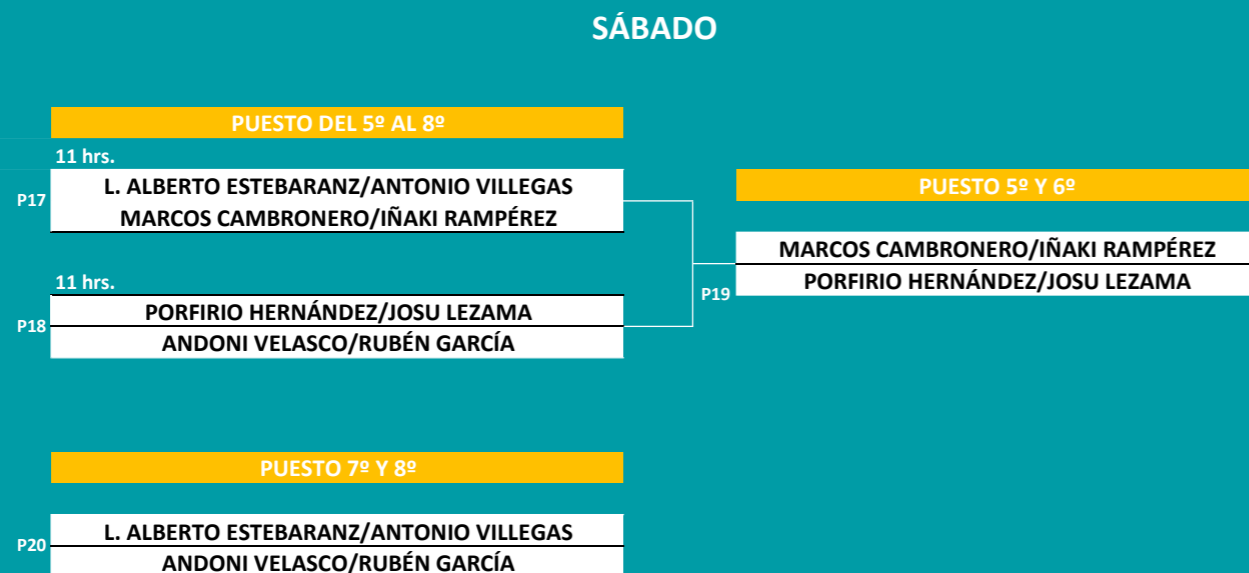 SÁBADO
PUESTO DEL 5º AL 8º
11 hrs.
P17
L. ALBERTO ESTEBARANZ/ANTONIO VILLEGAS
MARCOS CAMBRONERO/IÑAKI RAMPÉREZ
11 hrs.
P18
PORFIRIO HERNÁNDEZ/JOSU LEZAMA
ANDONI VELASCO/RUBÉN GARCÍA
PUESTO 5º Y 6º
MARCOS CAMBRONERO/IÑAKI RAMPÉREZ
P19
PORFIRIO HERNÁNDEZ/JOSU LEZAMA
PUESTO 7º Y 8º
P20
L. ALBERTO ESTEBARANZ/ANTONIO VILLEGAS
ANDONI VELASCO/RUBÉN GARCÍA